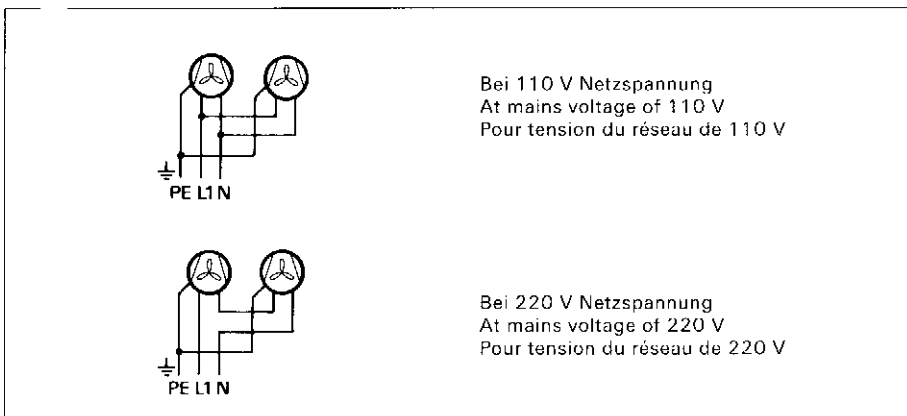 Bei 110 V Netzspannung
At mains voltage of 110 V
Pour tension du réseau de 110 V
PE L1 N
Bei 220 V Netzspannung
At mains voltage of 220 V
Pour tension du réseau de 220 V
PE L1 N